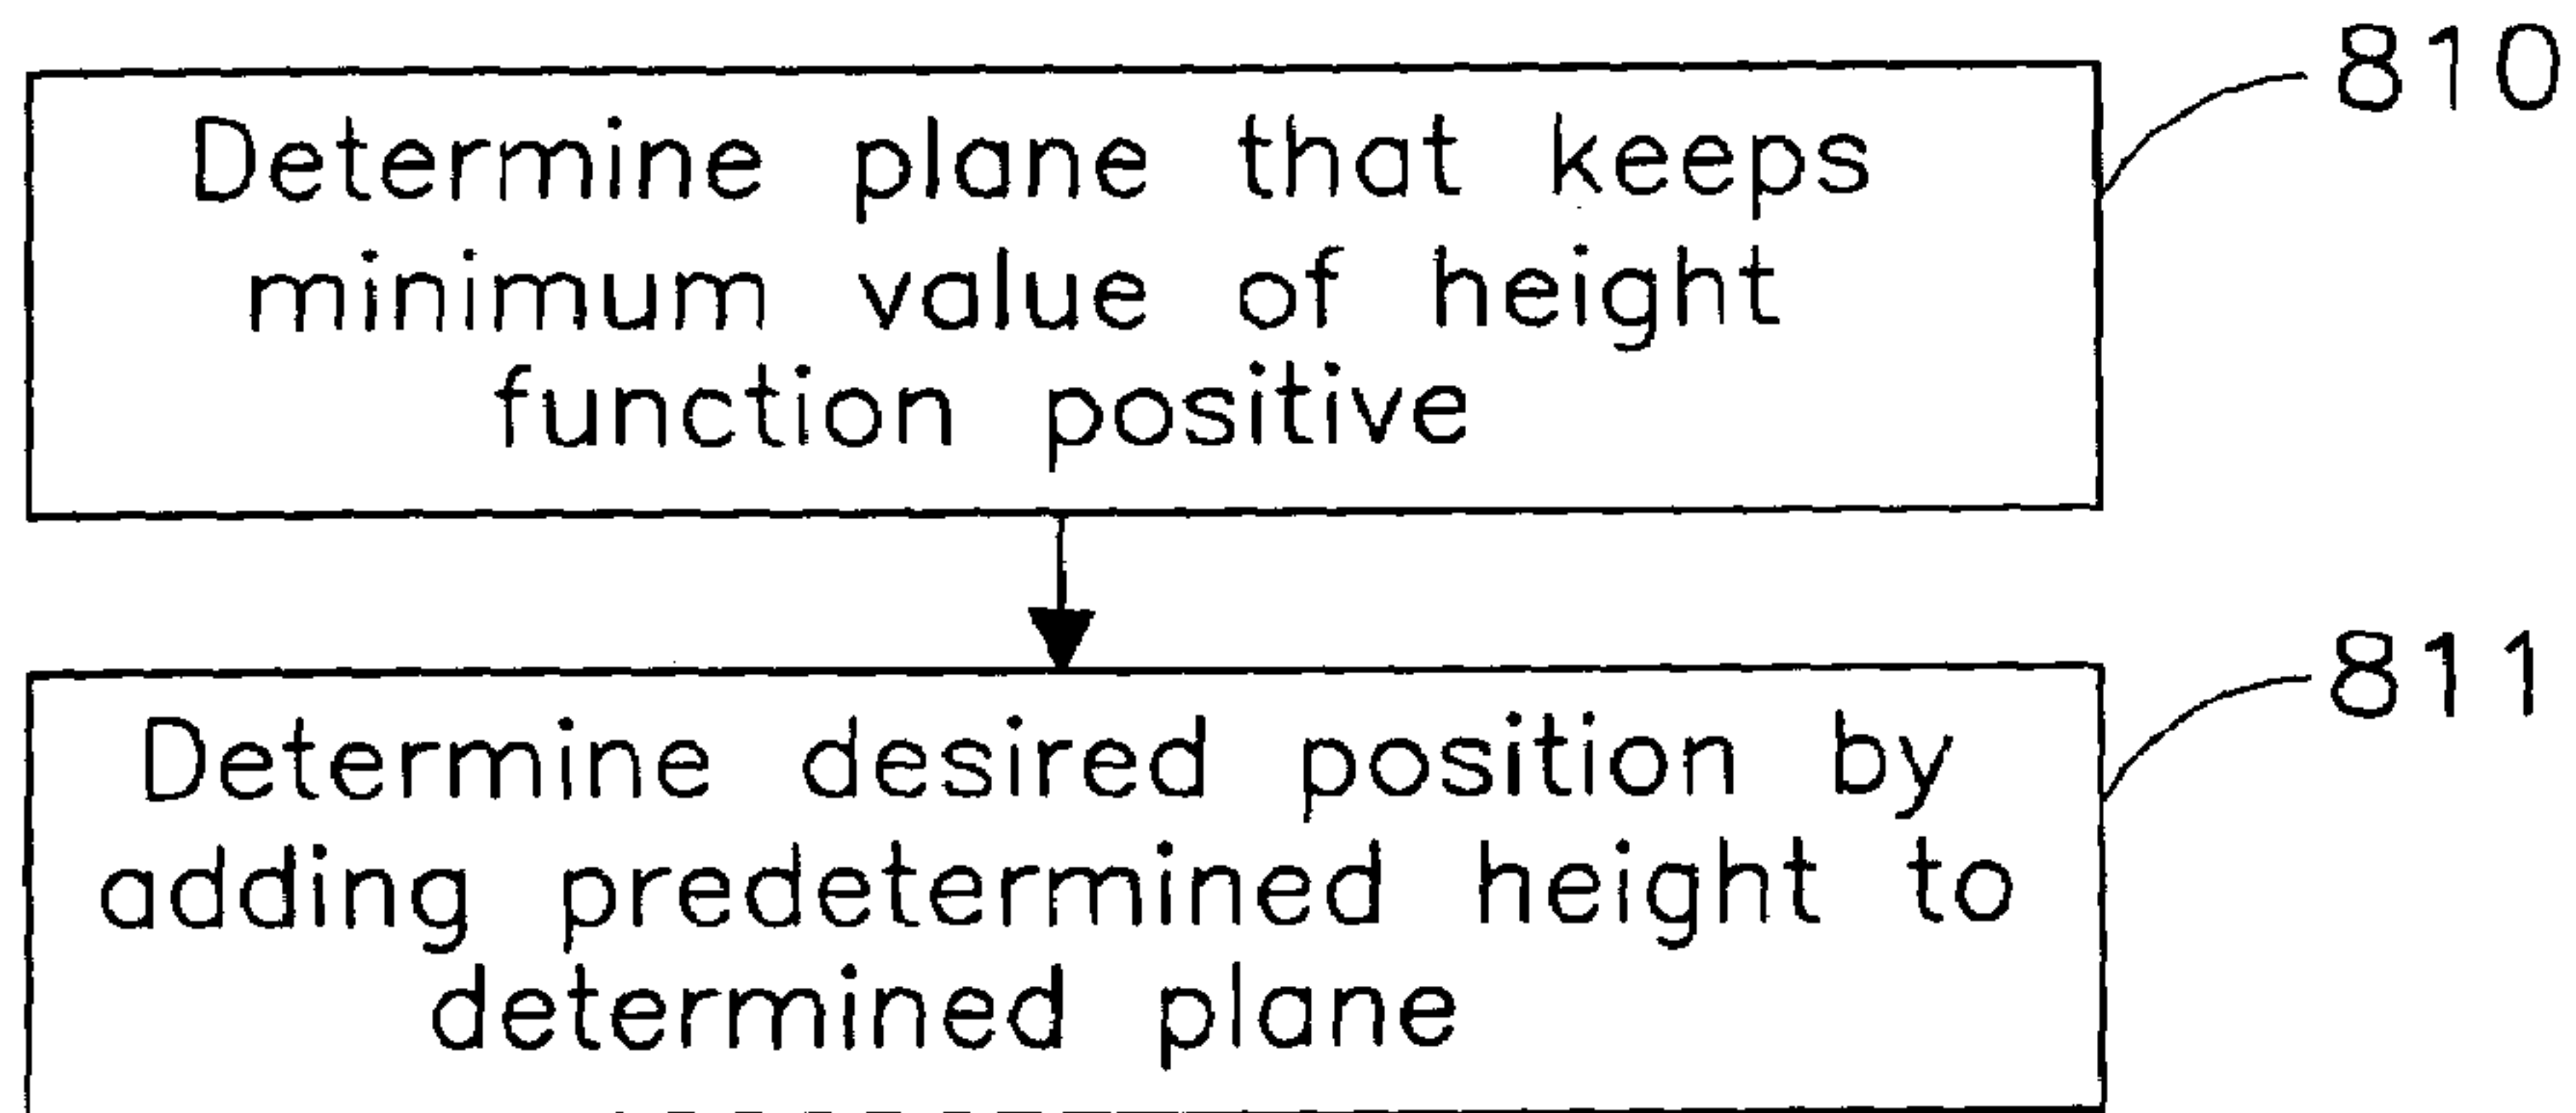 810
Determine plane that keeps
minimum value of height
function positive
811
Determine desired position by
adding predetermined height to
determined plane